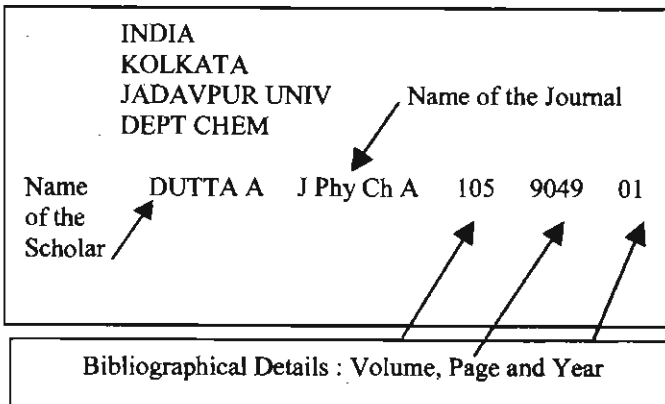 INDIA
KOLKATA
JADAVPUR UNIV
DEPT CHEM
Name of the Journal
Name of the Scholar
DUTTA A J Phy Ch A 105 9049 01
Bibliographical Details : Volume, Page and Year